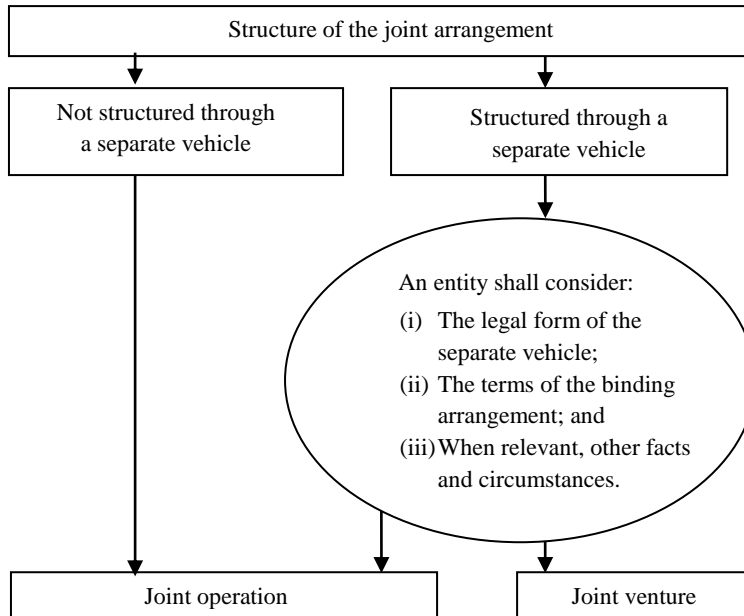 Structure of the joint arrangement
Not structured through
a separate vehicle
Structured through a
separate vehicle
An entity shall consider:
(i) The legal form of the
separate vehicle;
(ii) The terms of the binding
arrangement; and
(iii) When relevant, other facts
and circumstances.
Joint operation
Joint venture